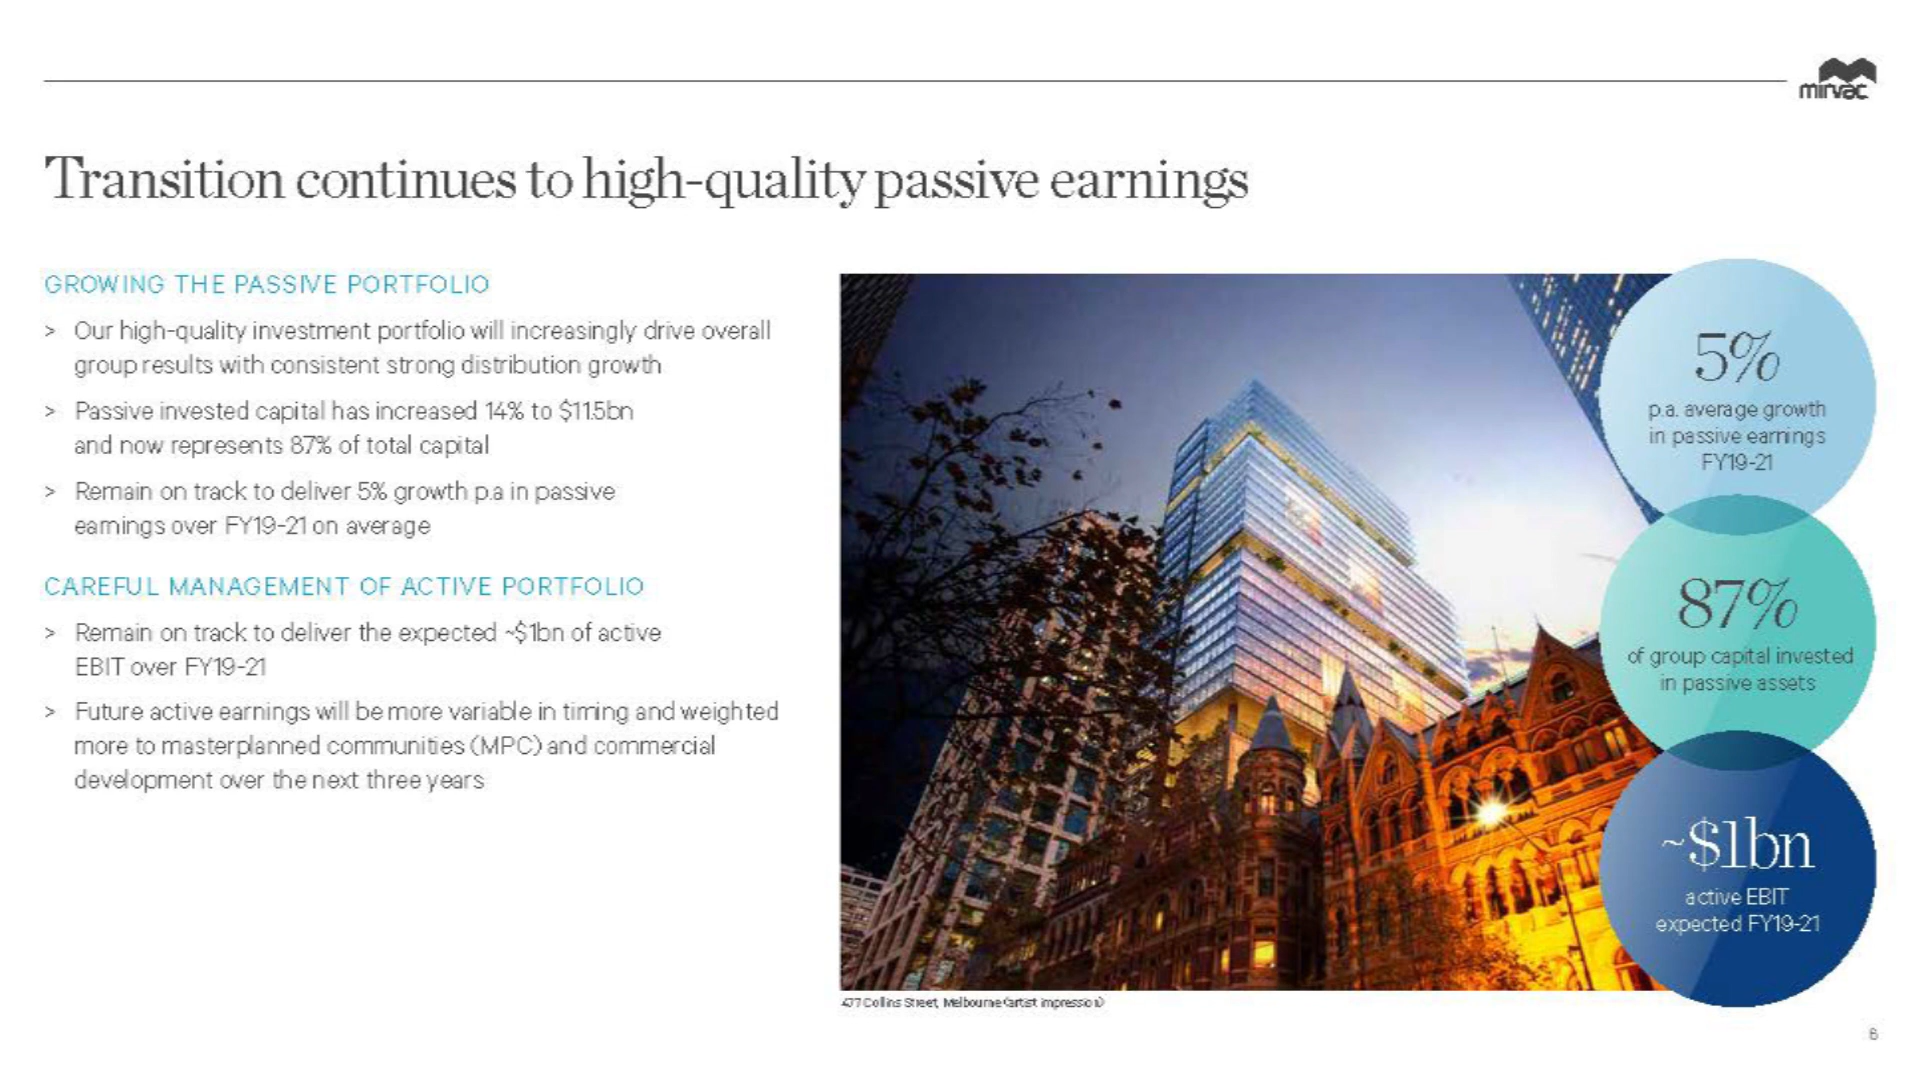 mirvac
Transition continues to high-quality passive earnings
GROWING THE PASSIVE PORTFOLIO
> Our high-quality investment portfolio will increasingly drive overall
group results with consistent strong distribution growth
> Passive invested capital has increased 14% to $11.5bn
and now represents 87% of total capital
> Remain on track to deliver 5% growth p.a in passive
earnings over FY19-21 on average
CAREFUL MANAGEMENT OF ACTIVE PORTFOLIO
> Remain on track to deliver the expected ~$1bn of active
EBIT over FY19-21
> Future active earnings will be more variable in timing and weighted
more to masterplanned communities (MPC) and commercial
development over the next three years
5%
p.a. average growth
in passive earnings
FY19-21
87%
of group capital invested
in passive assets
~$1bn
active EBIT
expected FY19-21
477 Collins Street, Melbourne (artist impression)